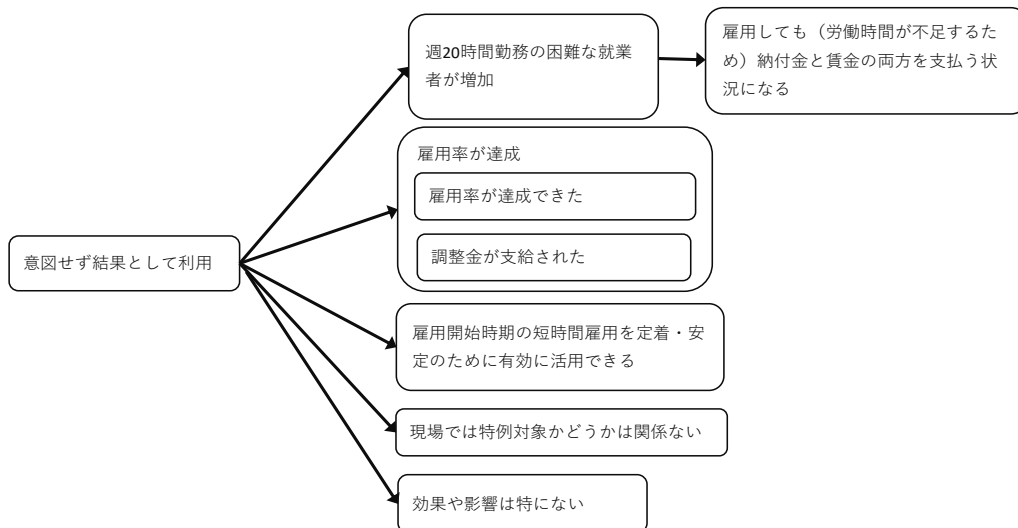 週20時間勤務の困難な就業
者が増加
雇用しても（労働時間が不足するた
め）納付金と賃金の両方を支払う状
況になる
雇用率が達成
雇用率が達成できた
調整金が支給された
意図せず結果として利用
雇用開始時期の短時間雇用を定着・安
定のために有効に活用できる
現場では特例対象かどうかは関係ない
効果や影響は特にない